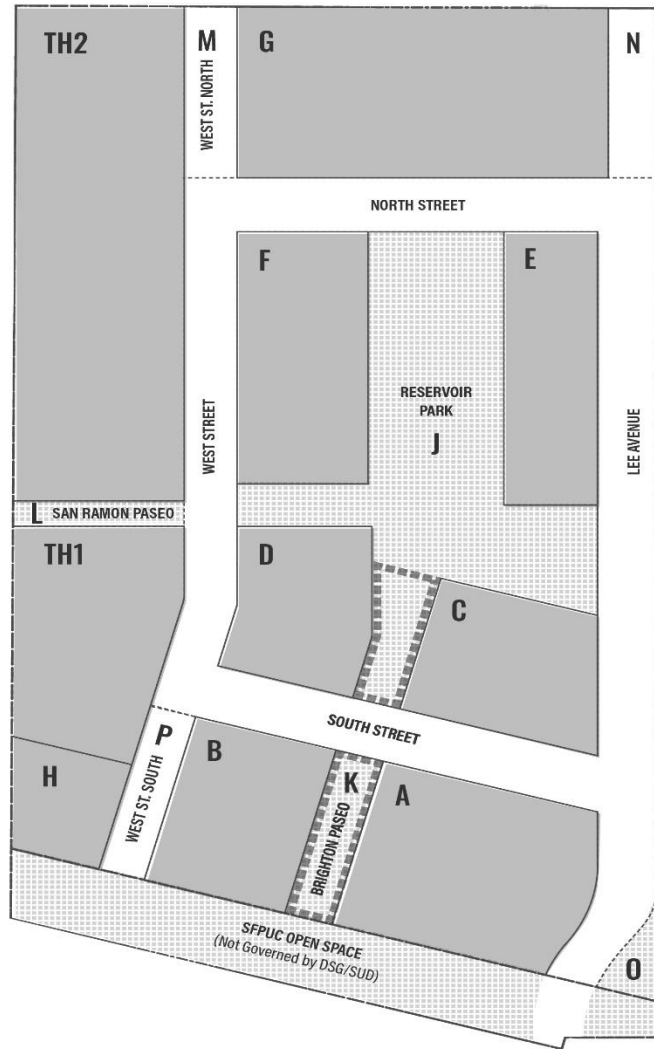 TH2
M
G
N
WEST ST. NORTH
NORTH STREET
F
E
RESERVOIR
PARK
J
WEST STREET
LEE AVENUE
L SAN RAMON PASEO
TH1
D
C
SOUTH STREET
P
B
K
A
H
WEST ST. SOUTH
BRIGHTON PASEO
SFPUC OPEN SPACE
(Not Governed by DSG/SUD)
O